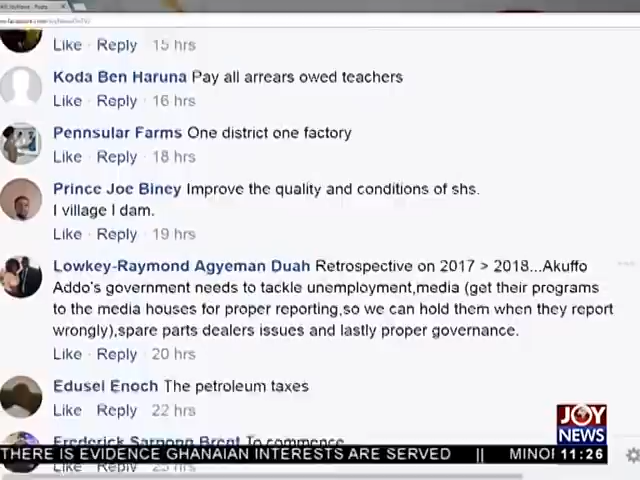 Like · Reply · 15 hrs
Koda Ben Haruna Pay all arrears owed teachers
Like · Reply · 16 hrs
Pennsular Farms One district one factory
Like · Reply · 18 hrs
Prince Joe Biney Improve the quality and conditions of shs.
I village I dam.
Like · Reply · 19 hrs
Lowkey-Raymond Agyeman Duah Retrospective on 2017 > 2018...Akuffo
Addo's government needs to tackle unemployment,media (get their programs
to the media houses for proper reporting,so we can hold them when they report
wrongly),spare parts dealers issues and lastly proper governance.
Like · Reply · 20 hrs
Edusei Enoch The petroleum taxes
Like · Reply · 22 hrs
Frederick Sarpong Brent To commence
JOY
NEWS
THERE IS EVIDENCE GHANAIAN INTERESTS ARE SERVED || MINOR 11:26
Like · Reply · 23 hrs